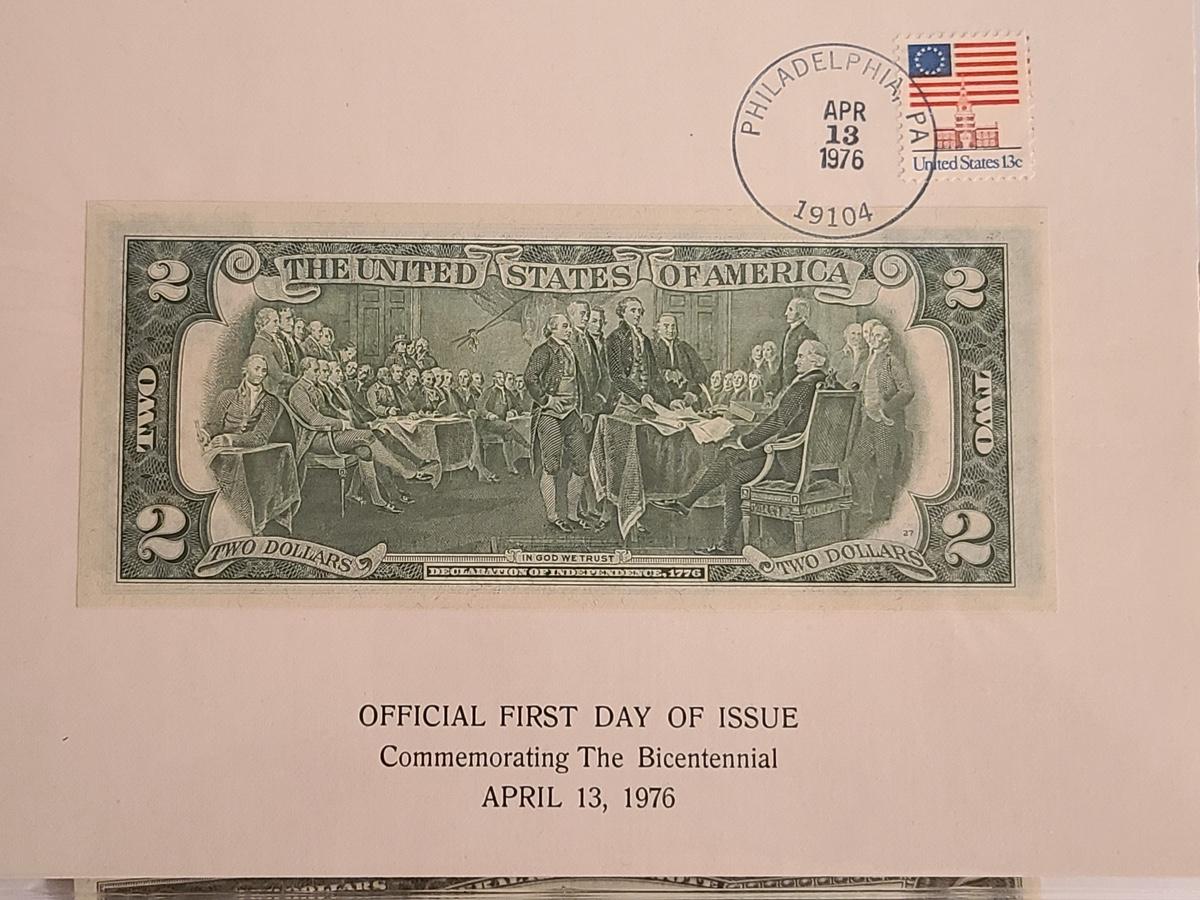 PHILADELPHIA, PA
APR
13
1976
19104
United States 13c
2 THE UNITED STATES OF AMERICA 2
TWO
TWO
2 TWO DOLLARS
IN GOD WE TRUST
DECLARATION OF INDEPENDENCE, 1776
TWO DOLLARS 2
27
OFFICIAL FIRST DAY OF ISSUE
Commemorating The Bicentennial
APRIL 13, 1976
DOLLARS